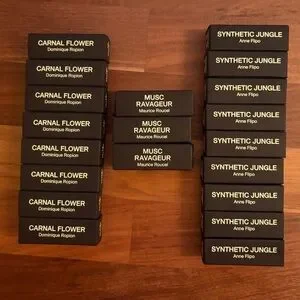 CARNAL FLOWER
Dominique Ropion
CARNAL FLOWER
Dominique Ropion
CARNAL FLOWER
Dominique Ropion
CARNAL FLOWER
Dominique Ropion
CARNAL FLOWER
Dominique Ropion
CARNAL FLOWER
Dominique Ropion
CARNAL FLOWER
Dominique Ropion
CARNAL FLOWER
Dominique Ropion
MUSC
RAVAGEUR
Maurice Roucel
MUSC
RAVAGEUR
Maurice Roucel
MUSC
RAVAGEUR
Maurice Roucel
SYNTHETIC JUNGLE
Anne Flipo
SYNTHETIC JUNGLE
Anne Flipo
SYNTHETIC JUNGLE
Anne Flipo
SYNTHETIC JUNGLE
Anne Flipo
SYNTHETIC JUNGLE
Anne Flipo
SYNTHETIC JUNGLE
Anne Flipo
SYNTHETIC JUNGLE
Anne Flipo
SYNTHETIC JUNGLE
Anne Flipo
SYNTHETIC JUNGLE
Anne Flipo